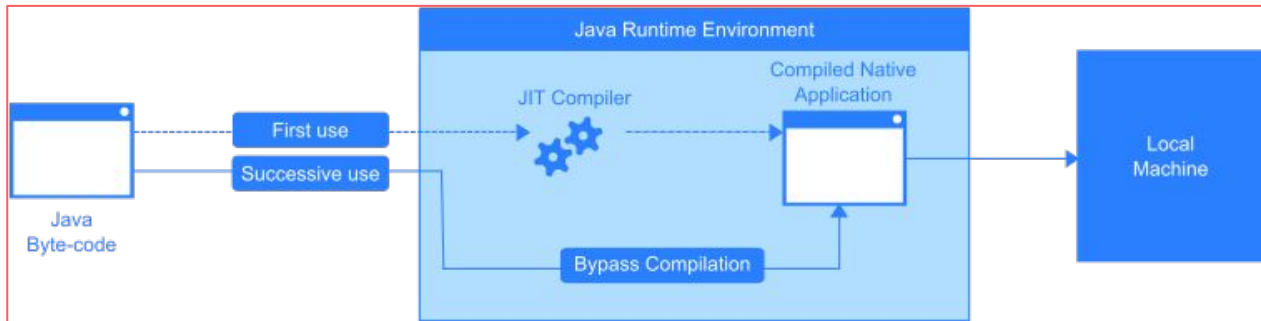 Java Runtime Environment
Compiled Native
Application
JIT Compiler
First use
Successive use
Java
Byte-code
Bypass Compilation
Local
Machine